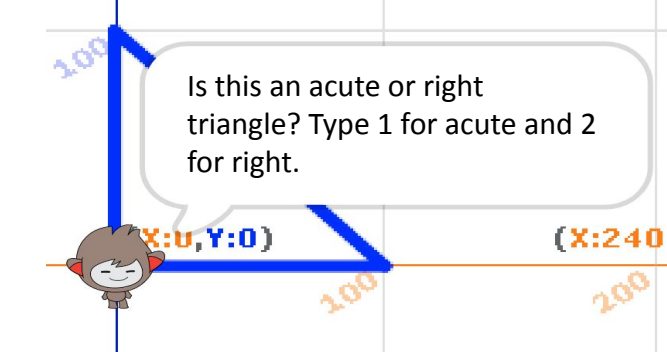 100
Is this an acute or right
triangle? Type 1 for acute and 2
for right.
X:0,Y:0)
(X:240
100
200